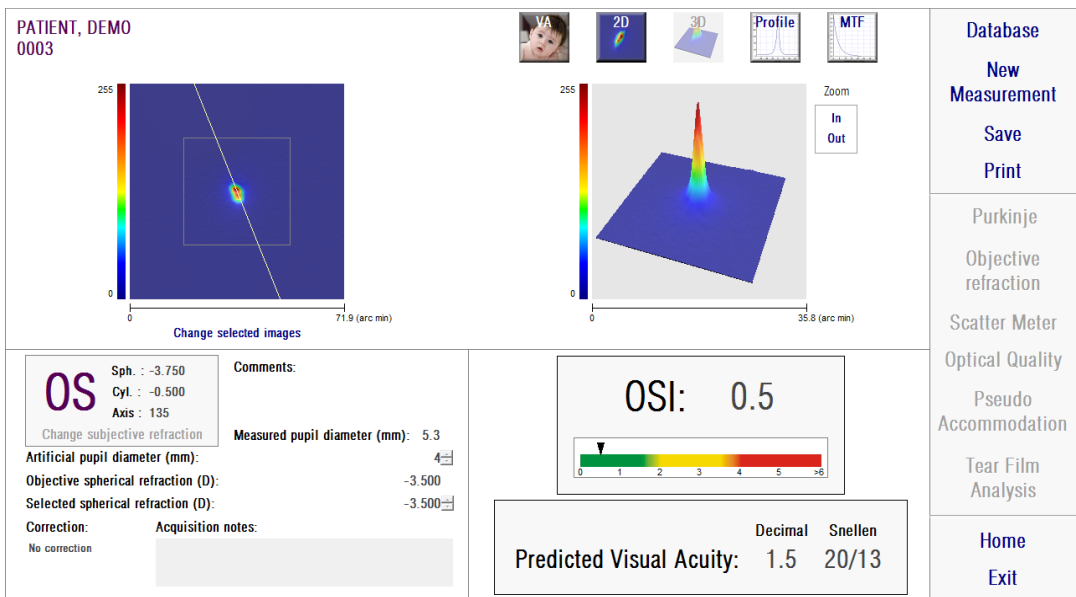 PATIENT, DEMO
0003
VA
2D
3D
Profile
MTF
255
0
0
71.9 (arc min)
Change selected images
255
0
0
35.8 (arc min)
Zoom
In
Out
OS
Sph. : -3.750
Cyl. : -0.500
Axis : 135
Change subjective refraction
Comments:
Measured pupil diameter (mm): 5.3
Artificial pupil diameter (mm): 4
Objective spherical refraction (D): -3.500
Selected spherical refraction (D): -3.500
Correction:
No correction
Acquisition notes:
OSI: 0.5
0 1 2 3 4 5 >6
Decimal Snellen
Predicted Visual Acuity: 1.5 20/13
Database
New
Measurement
Save
Print
Purkinje
Objective
refraction
Scatter Meter
Optical Quality
Pseudo
Accommodation
Tear Film
Analysis
Home
Exit